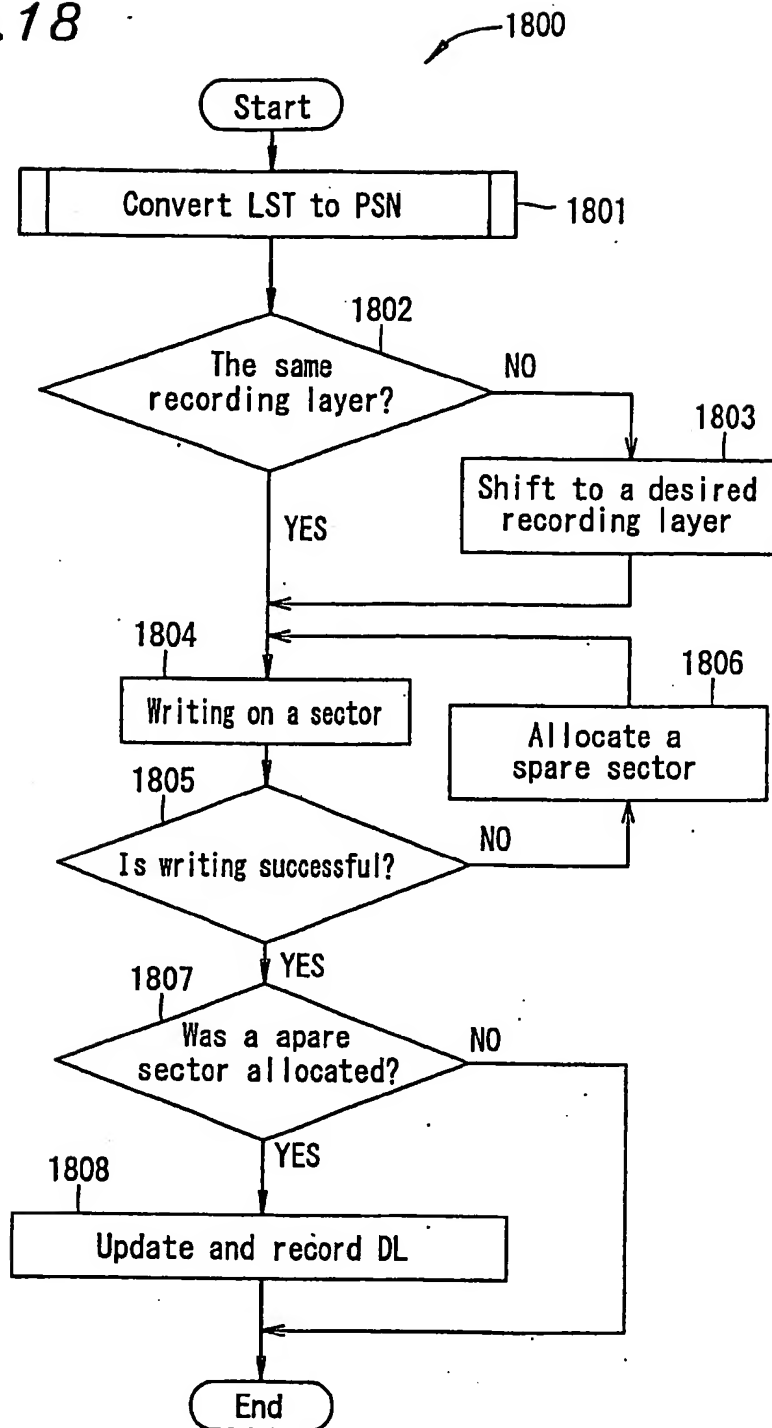 .18
1800
Start
Convert LST to PSN
1801
1802
The same
recording layer?
NO
1803
Shift to a desired
recording layer
YES
1804
Writing on a sector
1806
Allocate a
spare sector
1805
Is writing successful?
NO
YES
1807
Was a apare
sector allocated?
NO
YES
1808
Update and record DL
End